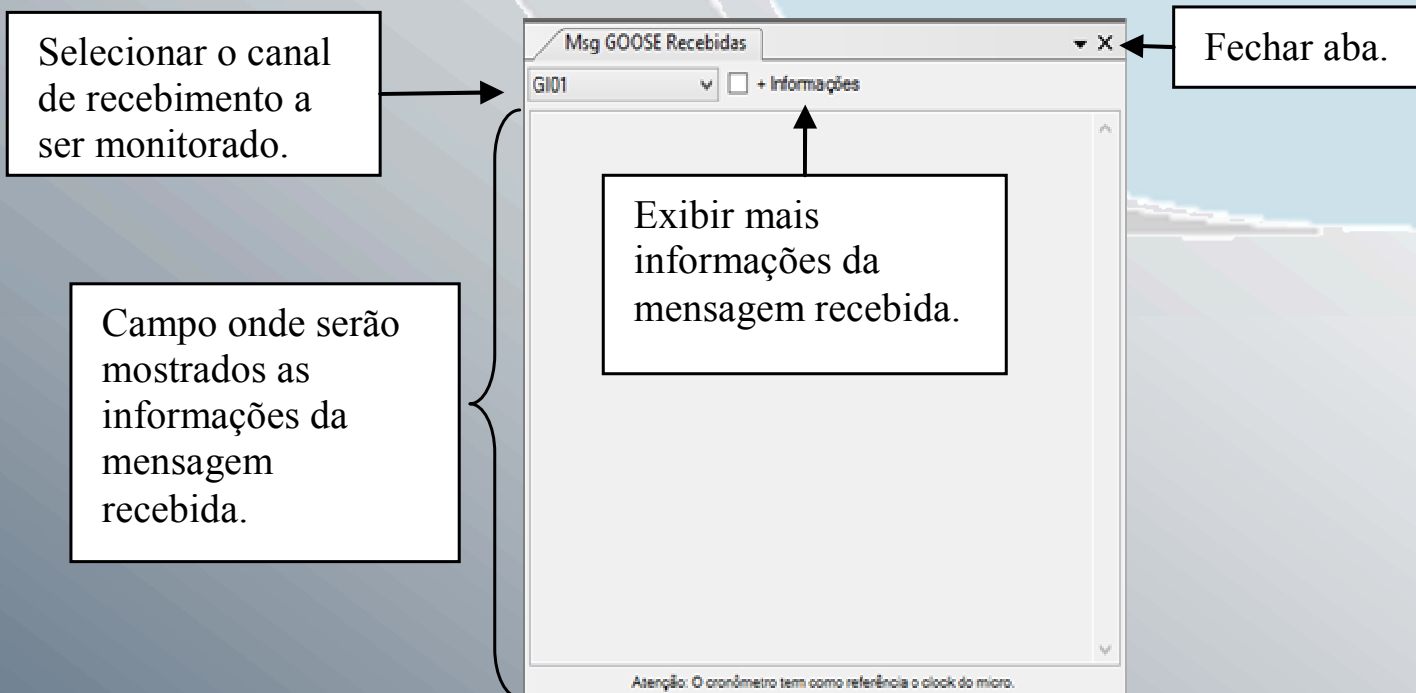 Selecionar o canal
de recebimento a
ser monitorado.
Msg GOOSE Recebidas
Fechar aba.
GI01
+ Informações
Exibir mais
informações da
mensagem recebida.
Campo onde serão
mostrados as
informações da
mensagem
recebida.
Atenção: O cronômetro tem como referência o clock do micro.